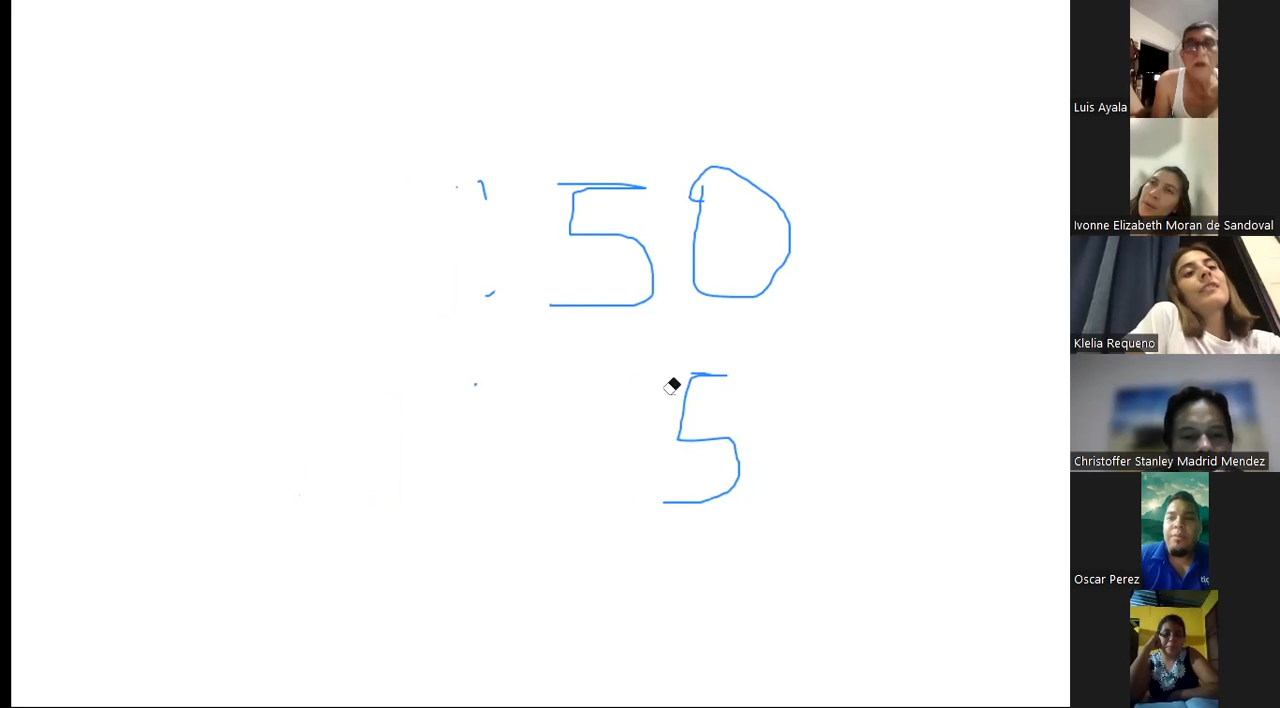 : 50
5
Luis Ayala
Ivonne Elizabeth Moran de Sandoval
Klelia Requeno
Christoffer Stanley Madrid Mendez
Oscar Perez